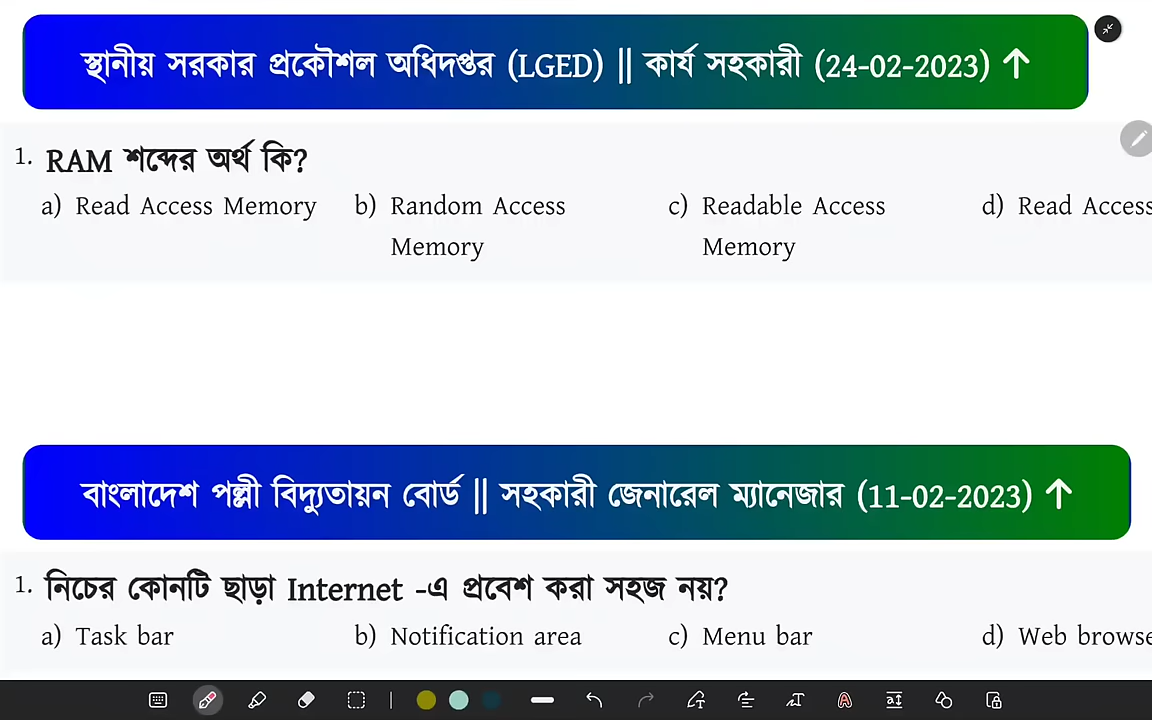 স্থানীয় সরকার প্রকৌশল অধিদপ্তর (LGED) || কার্য সহকারী (24-02-2023) ↑
1. RAM শব্দের অর্থ কি?
a) Read Access Memory b) Random Access Memory c) Readable Access Memory d) Read Access
বাংলাদেশ পল্লী বিদ্যুতায়ন বোর্ড || সহকারী জেনারেল ম্যানেজার (11-02-2023) ↑
1. নিচের কোনটি ছাড়া Internet -এ প্রবেশ করা সহজ নয়?
a) Task bar b) Notification area c) Menu bar d) Web browse